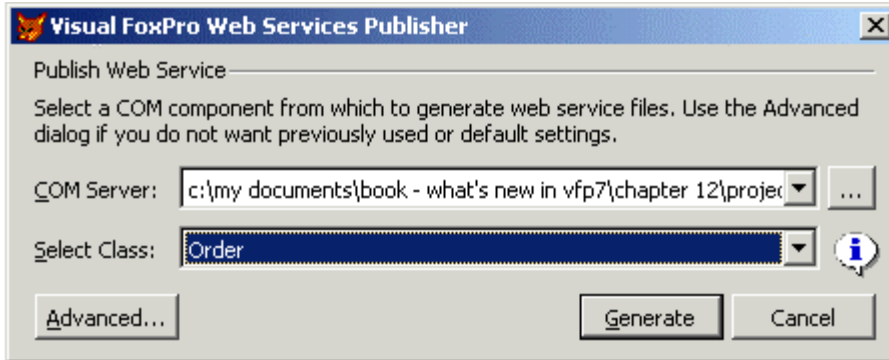 Visual FoxPro Web Services Publisher
Publish Web Service
Select a COM component from which to generate web service files. Use the Advanced
dialog if you do not want previously used or default settings.
COM Server: c:\my documents\book - what's new in vfp7\chapter 12\projec ...
Select Class: Order
Advanced... Generate Cancel